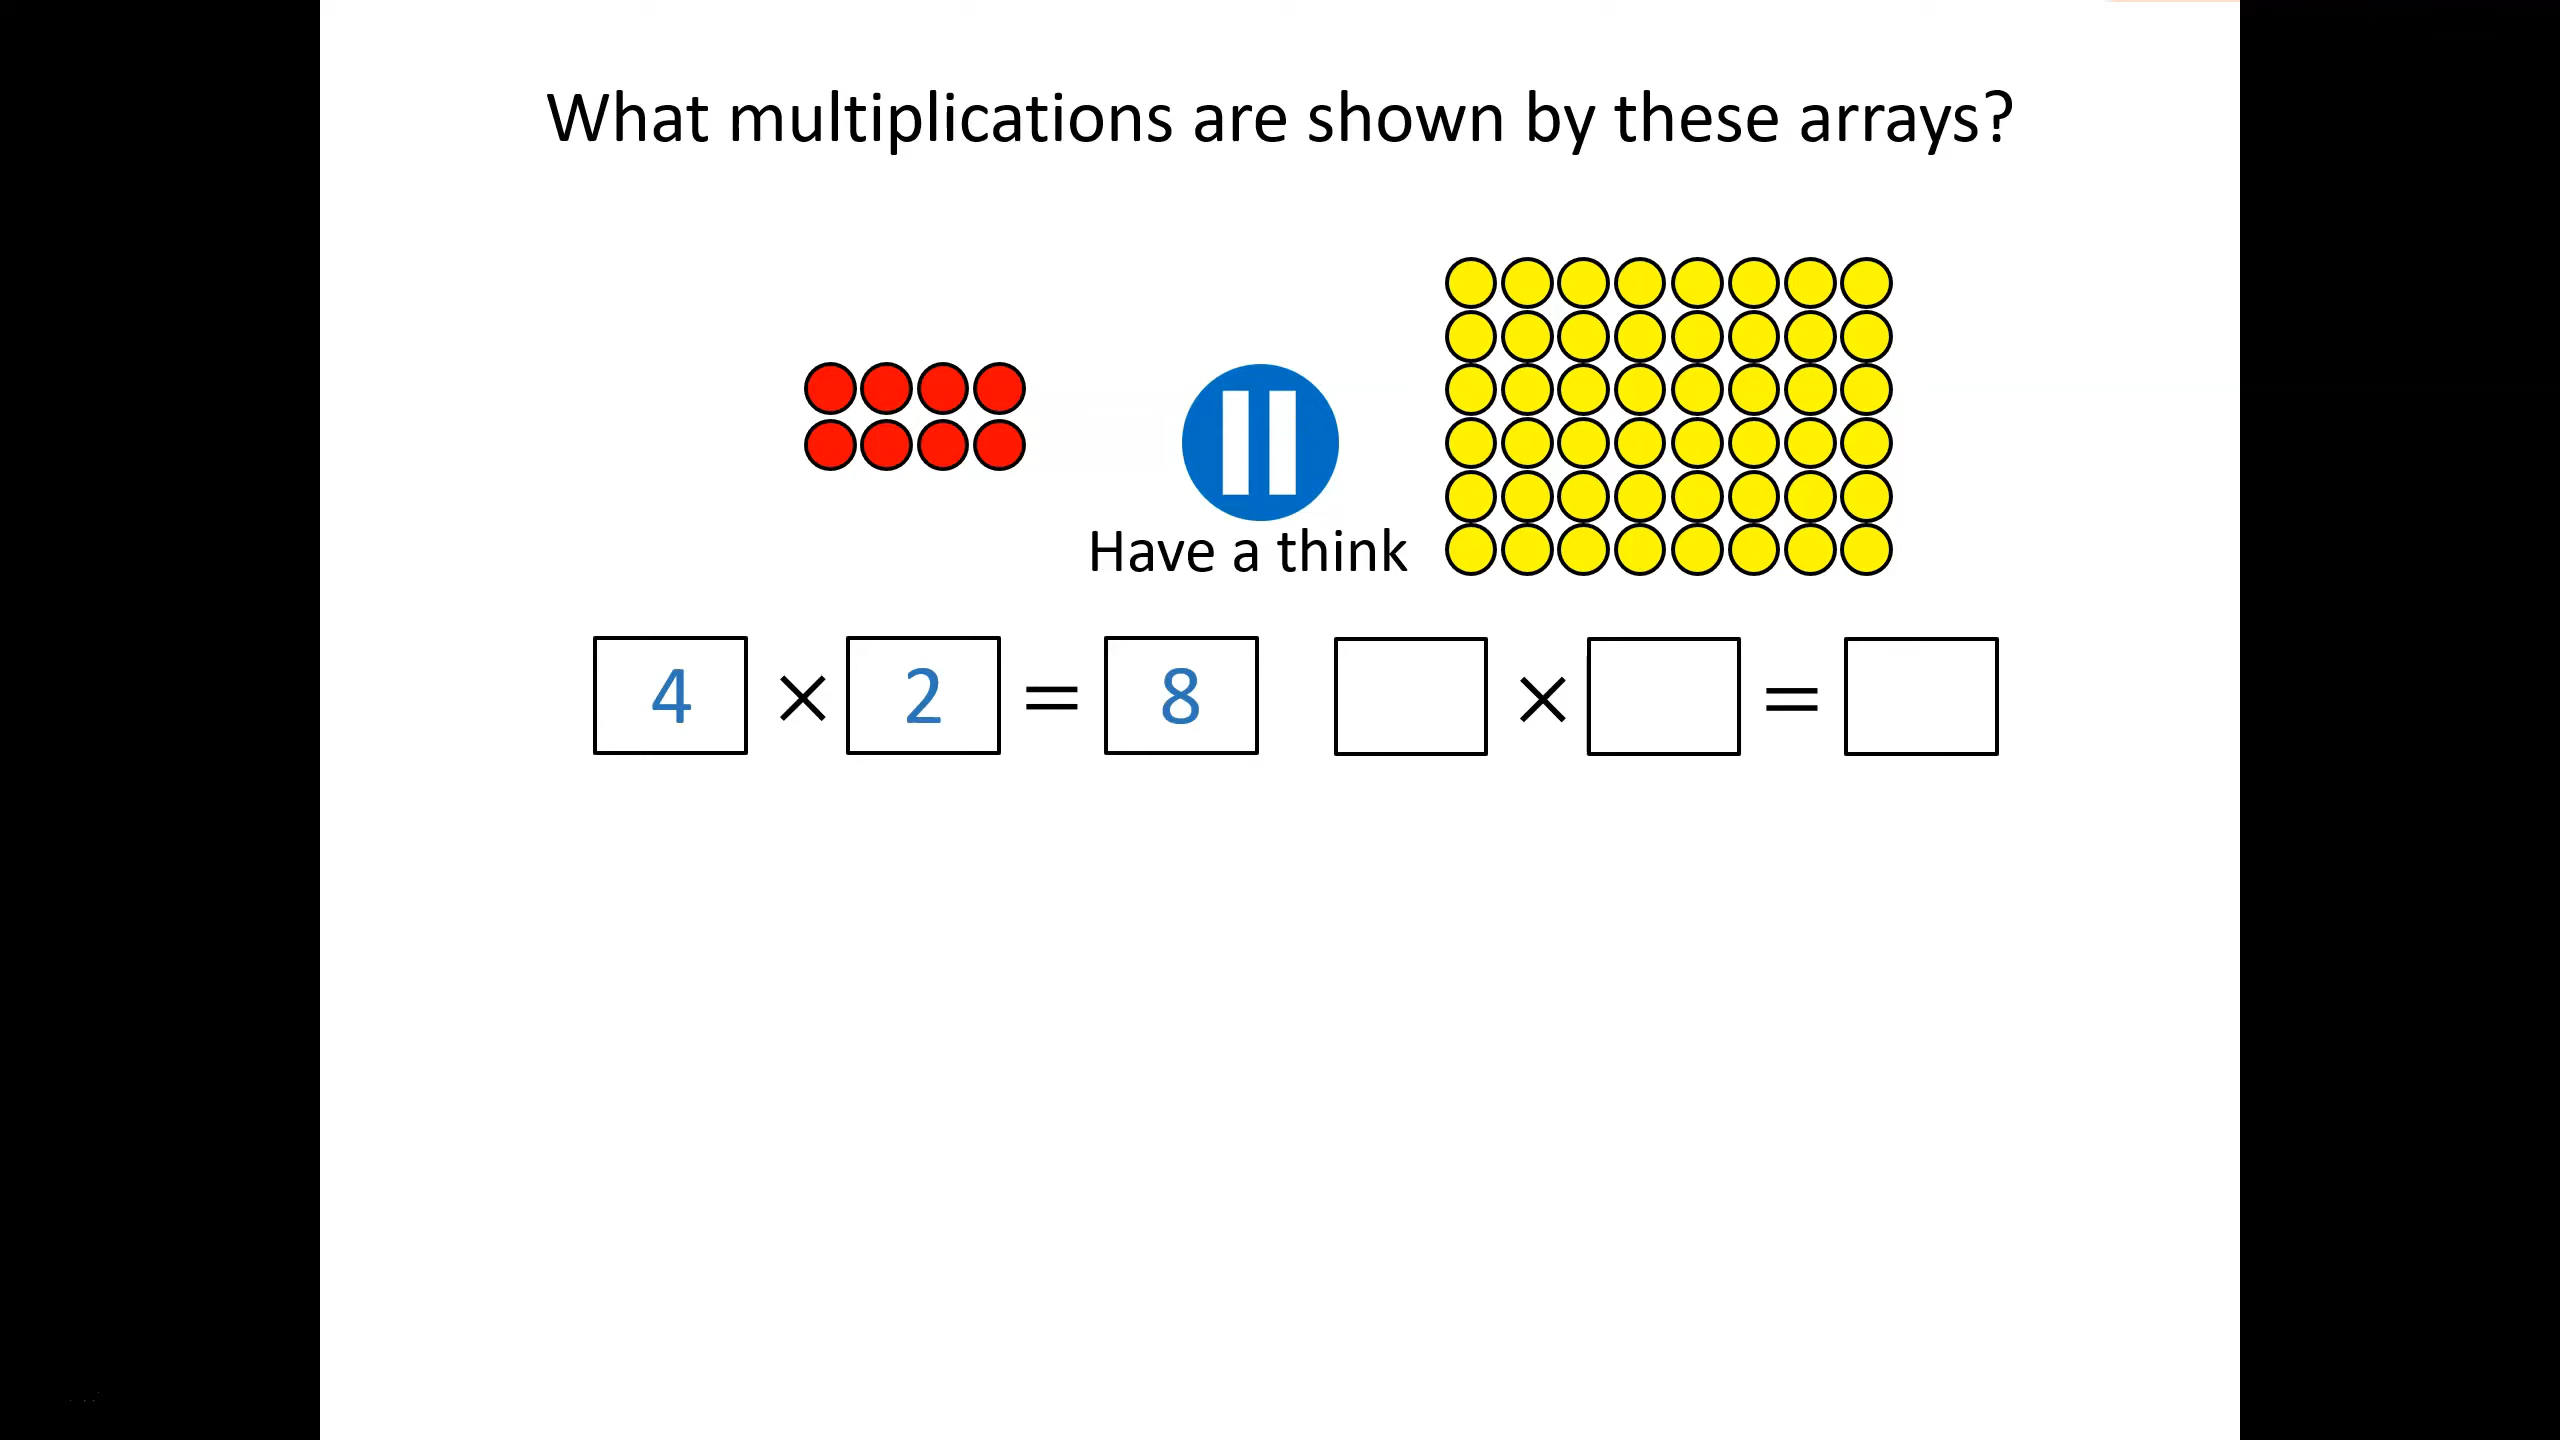 What multiplications are shown by these arrays?
Have a think
4 × 2 = 8
× =